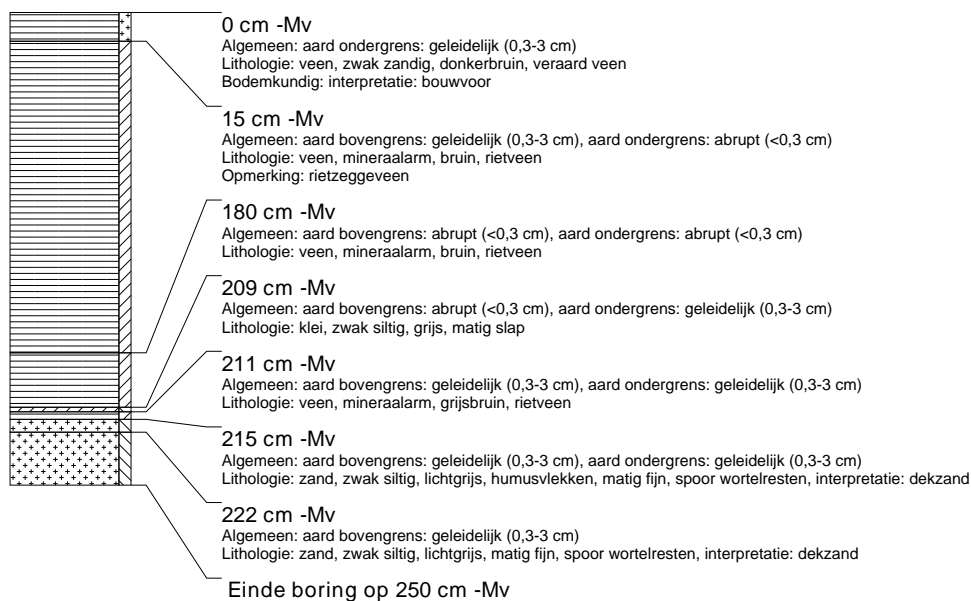 0 cm -Mv
Algemeen: aard ondergrens: geleidelijk (0,3-3 cm)
Lithologie: veen, zwak zandig, donkerbruin, veraard veen
Bodemkundig: interpretatie: bouwvoor
15 cm -Mv
Algemeen: aard bovengrens: geleidelijk (0,3-3 cm), aard ondergrens: abrupt (<0,3 cm)
Lithologie: veen, mineraalarm, bruin, rietveen
Opmerking: rietzeggeveen
180 cm -Mv
Algemeen: aard bovengrens: abrupt (<0,3 cm), aard ondergrens: abrupt (<0,3 cm)
Lithologie: veen, mineraalarm, bruin, rietveen
209 cm -Mv
Algemeen: aard bovengrens: abrupt (<0,3 cm), aard ondergrens: geleidelijk (0,3-3 cm)
Lithologie: klei, zwak siltig, grijs, matig slap
211 cm -Mv
Algemeen: aard bovengrens: geleidelijk (0,3-3 cm), aard ondergrens: geleidelijk (0,3-3 cm)
Lithologie: veen, mineraalarm, grijsbruin, rietveen
215 cm -Mv
Algemeen: aard bovengrens: geleidelijk (0,3-3 cm), aard ondergrens: geleidelijk (0,3-3 cm)
Lithologie: zand, zwak siltig, lichtgrijs, humusvlekken, matig fijn, spoor wortelresten, interpretatie: dekzand
222 cm -Mv
Algemeen: aard bovengrens: geleidelijk (0,3-3 cm)
Lithologie: zand, zwak siltig, lichtgrijs, matig fijn, spoor wortelresten, interpretatie: dekzand
Einde boring op 250 cm -Mv